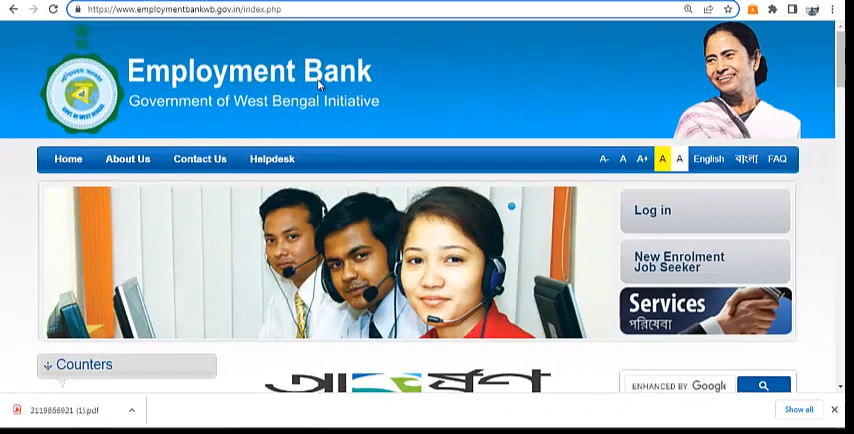 https://www.employmentbankwb.gov.in/index.php
Employment Bank
Government of West Bengal Initiative
Home About Us Contact Us Helpdesk A- A A+ A A English বাংলা FAQ
Log in
New Enrolment
Job Seeker
Services
পরিষেবা
Counters
ENHANCED BY Google
2119866921 (1).pdf
Show all